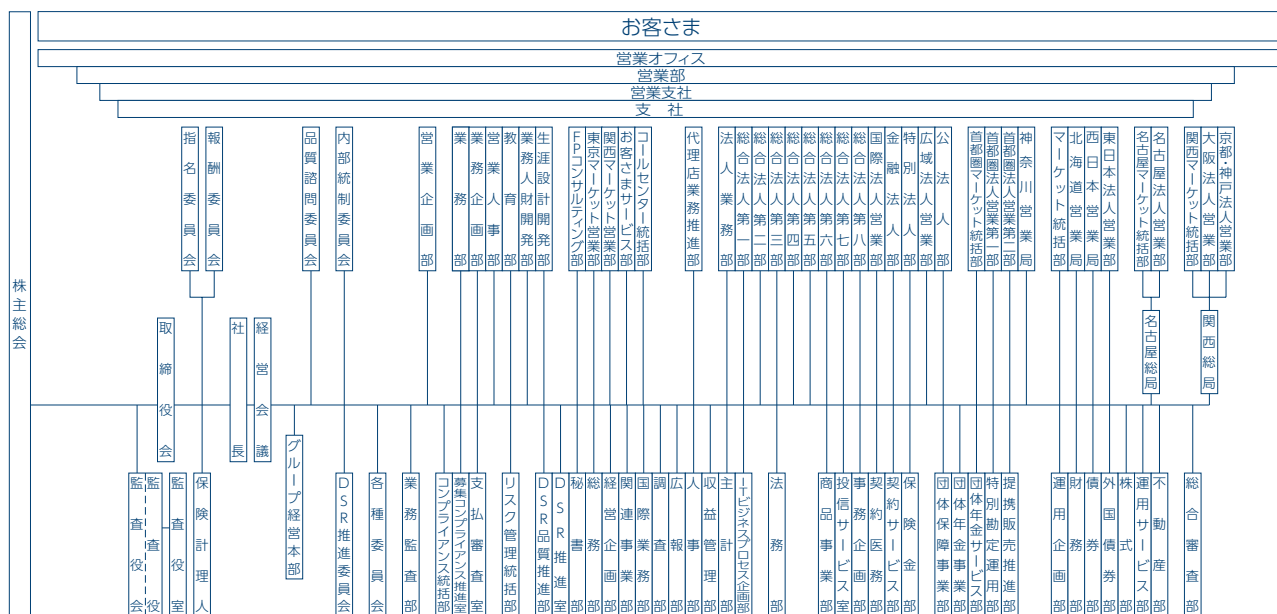 お客さま
営業オフィス
営業部
営業支社
支　社
株主総会
指名委員会
報酬委員会
品質諮問委員会
内部統制委員会
営業企画部
業務部
業務企画部
営業人事部
教育部
業務人財開発部
生涯設計開発部
FPコンサルティング部
東京マーケット営業部
関西マーケット営業部
お客さまサービス部
コールセンター統括部
代理店業務推進部
法人業務部
総合法人第一部
総合法人第二部
総合法人第三部
総合法人第四部
総合法人第五部
総合法人第六部
総合法人第七部
総合法人第八部
国際法人営業部
金融法人部
特別法人部
広域法人営業部
公法人部
首都圏マーケット統括部
首都圏法人営業第一部
首都圏法人営業第二部
神奈川営業局
マーケット統括部
北海道営業局
西日本営業局
東日本法人営業部
名古屋マーケット統括部
名古屋法人営業部
関西マーケット統括部
大阪法人営業部
京都・神戸法人営業部
取締役会
社長
経営会議
名古屋総局
関西総局
監査役会
監査役
監査役室
保険計理人
グループ経営本部
DSR推進委員会
各種委員会
業務監査部
コンプライアンス統括部
募集コンプライアンス推進室
支払審査室
リスク管理統括部
DSR品質推進部
DSR推進室
秘書部
総務部
経営企画部
関連事業部
国際業務部
調査部
広報部
人事部
収益管理部
主計部
ITビジネスプロセス企画部
法務部
商品事業部
投信サービス室
事務企画部
契約医務部
契約サービス部
保険金部
団体保障事業部
団体年金事業部
団体年金サービス部
特別勘定運用部
提携販売推進部
運用企画部
財務部
債券部
外国債券部
株式部
運用サービス部
不動産部
総合審査部